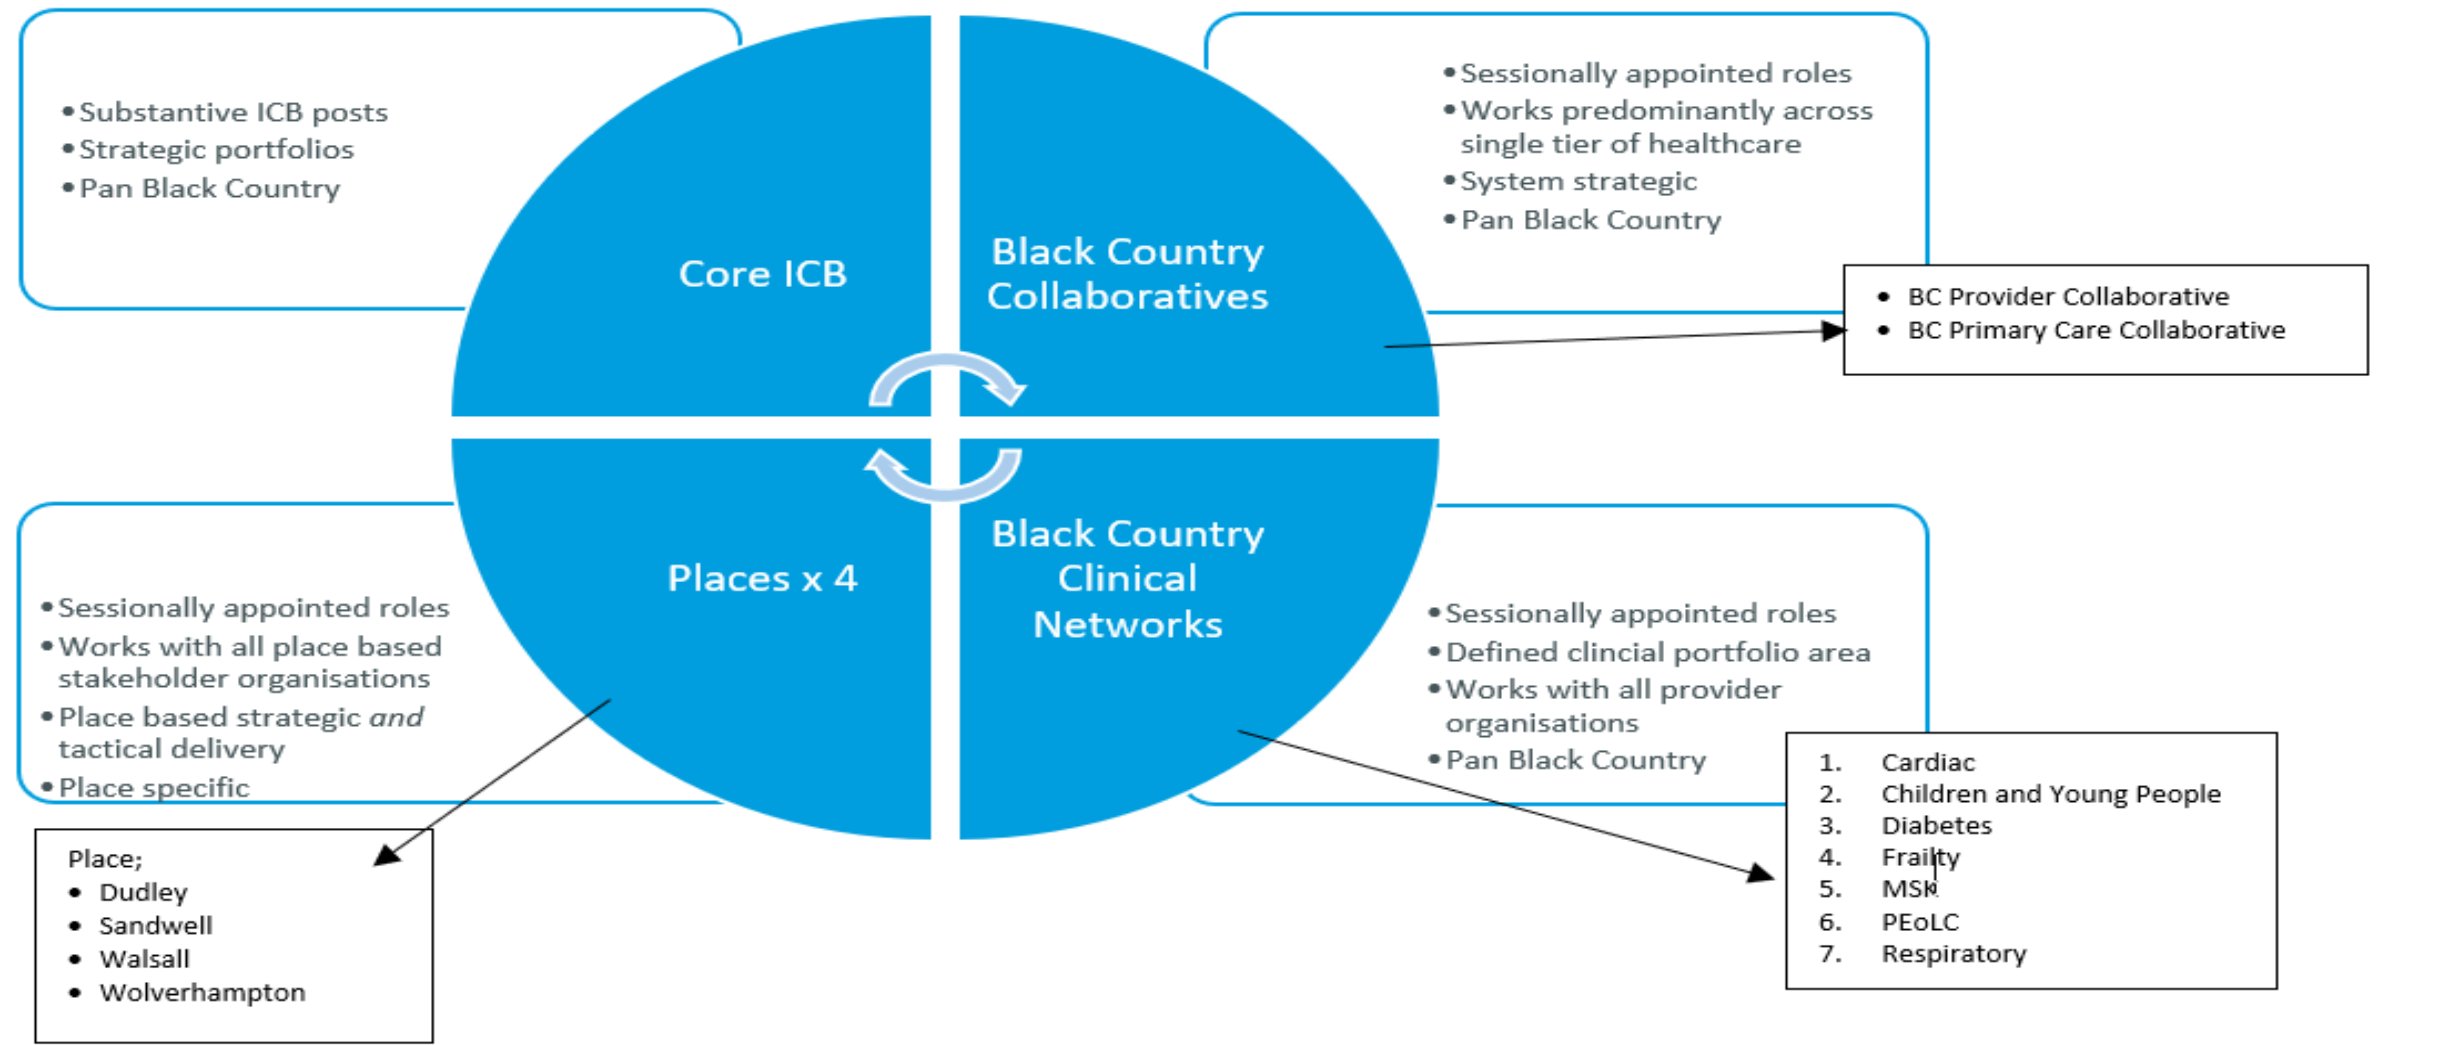 •Substantive ICB posts
•Strategic portfolios
•Pan Black Country
Core ICB
Black Country
Collaboratives
•Sessionally appointed roles
•Works predominantly across
single tier of healthcare
•System strategic
•Pan Black Country
• BC Provider Collaborative
• BC Primary Care Collaborative
•Sessionally appointed roles
•Works with all place based
stakeholder organisations
•Place based strategic and
tactical delivery
•Place specific
Places x 4
Black Country
Clinical
Networks
•Sessionally appointed roles
•Defined clincial portfolio area
•Works with all provider
organisations
•Pan Black Country
Place;
• Dudley
• Sandwell
• Walsall
• Wolverhampton
1. Cardiac
2. Children and Young People
3. Diabetes
4. Frailty
5. MSK
6. PEoLC
7. Respiratory